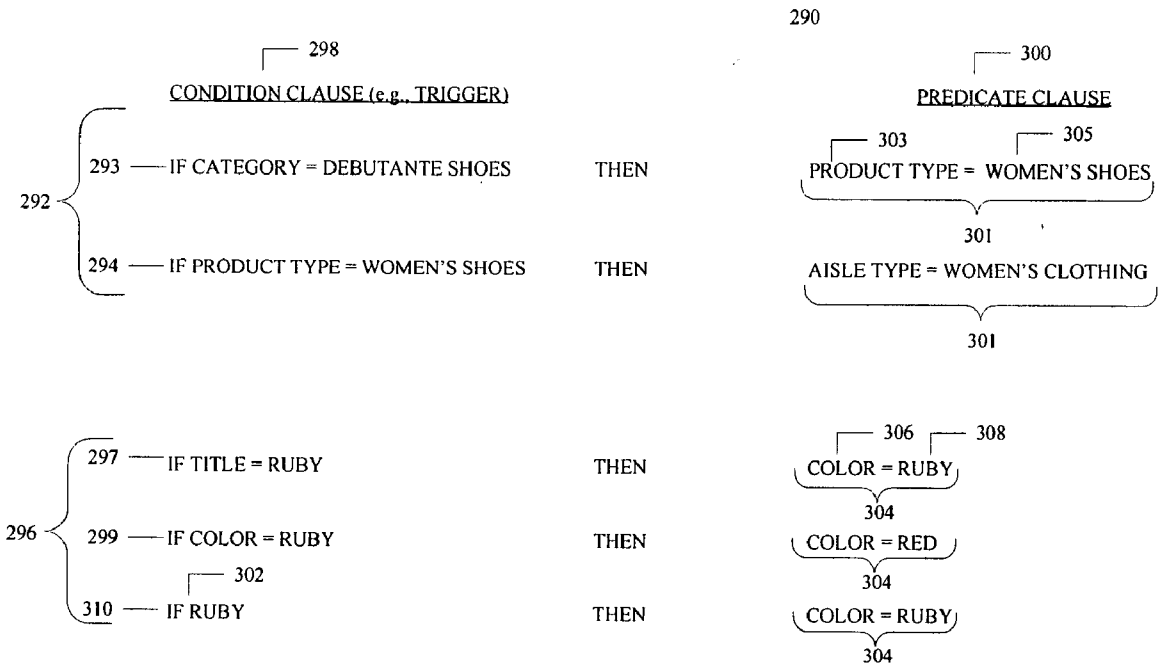 290
298
300
CONDITION CLAUSE (e.g., TRIGGER)
PREDICATE CLAUSE
303
305
293
IF CATEGORY = DEBUTANTE SHOES
THEN
PRODUCT TYPE = WOMEN'S SHOES
292
301
294
IF PRODUCT TYPE = WOMEN'S SHOES
THEN
AISLE TYPE = WOMEN'S CLOTHING
301
306
308
297
IF TITLE = RUBY
THEN
COLOR = RUBY
304
296
299
IF COLOR = RUBY
THEN
COLOR = RED
302
304
310
IF RUBY
THEN
COLOR = RUBY
304